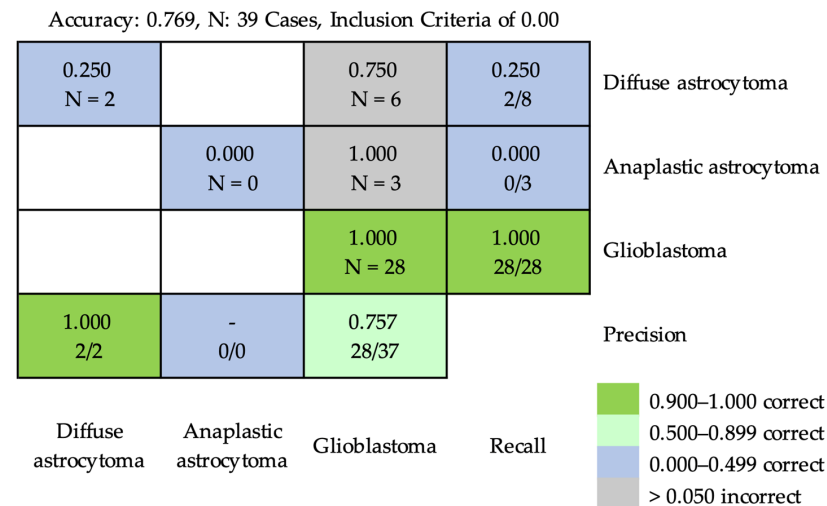 Accuracy: 0.769, N: 39 Cases, Inclusion Criteria of 0.00
0.250
N = 2
0.750
N = 6
0.250
2/8
Diffuse astrocytoma
0.000
N = 0
1.000
N = 3
0.000
0/3
Anaplastic astrocytoma
1.000
N = 28
1.000
28/28
Glioblastoma
1.000
2/2
-
0/0
0.757
28/37
Precision
Diffuse
astrocytoma
Anaplastic
astrocytoma
Glioblastoma
Recall
0.900–1.000 correct
0.500–0.899 correct
0.000–0.499 correct
> 0.050 incorrect